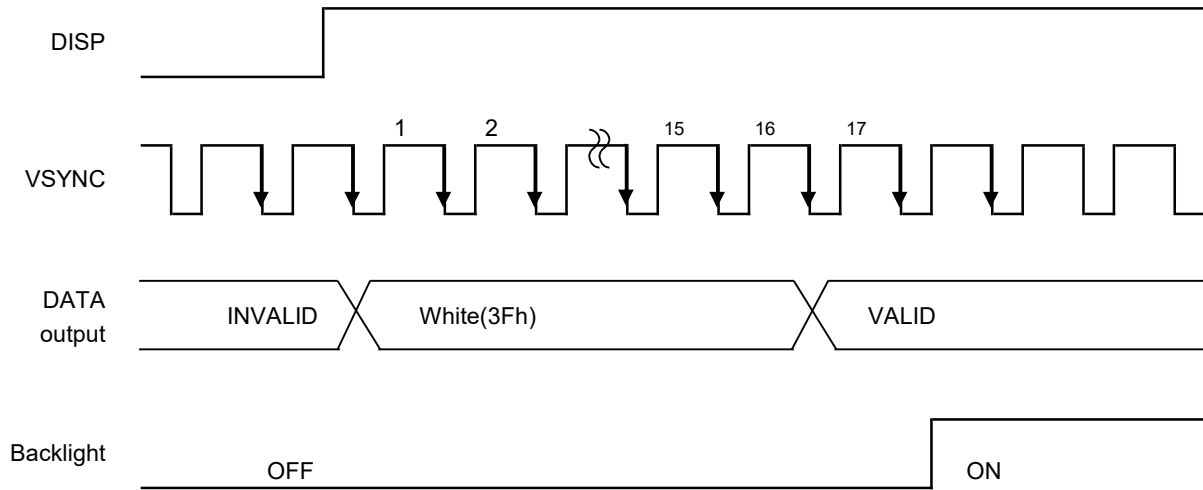 DISP
1 2 15 16 17
VSYNC
DATA
output
INVALID White(3Fh) VALID
Backlight
OFF ON